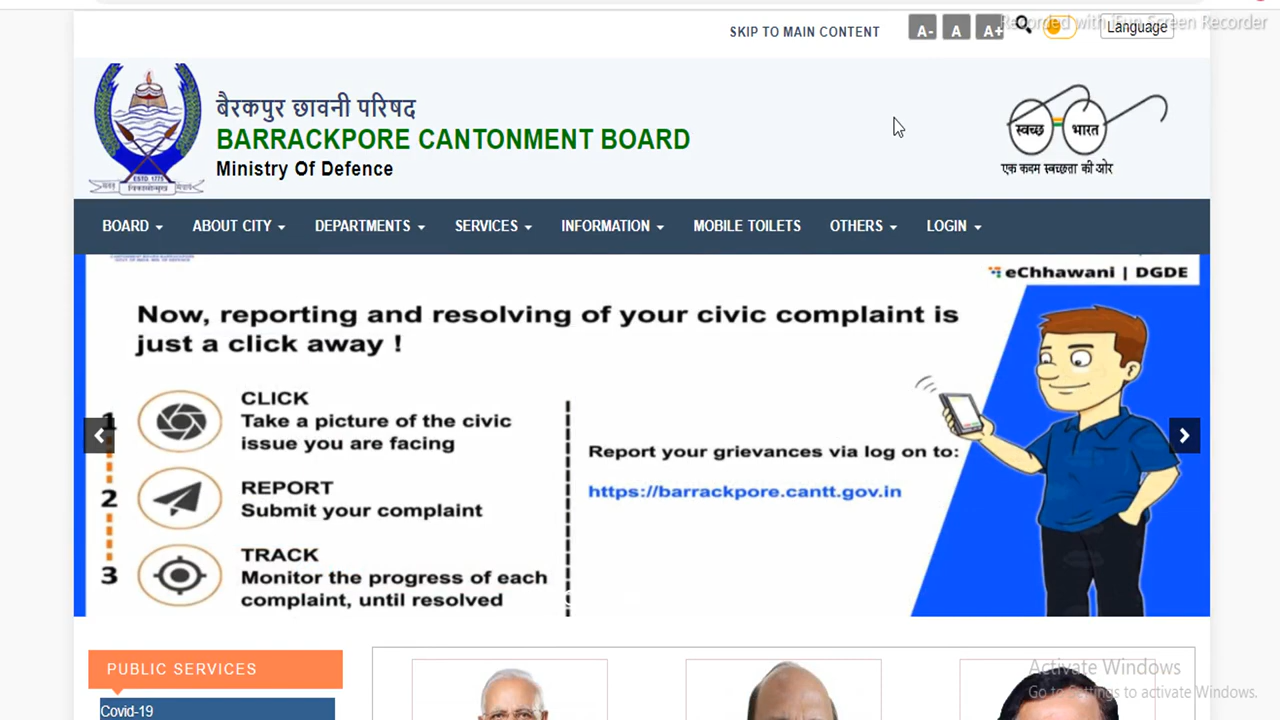 SKIP TO MAIN CONTENT A- A A+ Language
Recorded with iFun Screen Recorder
बैरकपुर छावनी परिषद
BARRACKPORE CANTONMENT BOARD
Ministry Of Defence
ESTD. 1775
स्वच्छ भारत
एक कदम स्वच्छता की ओर
BOARD ABOUT CITY DEPARTMENTS SERVICES INFORMATION MOBILE TOILETS OTHERS LOGIN
eChhawani | DGDE
Now, reporting and resolving of your civic complaint is
just a click away !
1 CLICK
Take a picture of the civic
issue you are facing
Report your grievances via log on to:
https://barrackpore.cantt.gov.in
2 REPORT
Submit your complaint
3 TRACK
Monitor the progress of each
complaint, until resolved
PUBLIC SERVICES
Covid-19
Activate Windows
Go to Settings to activate Windows.